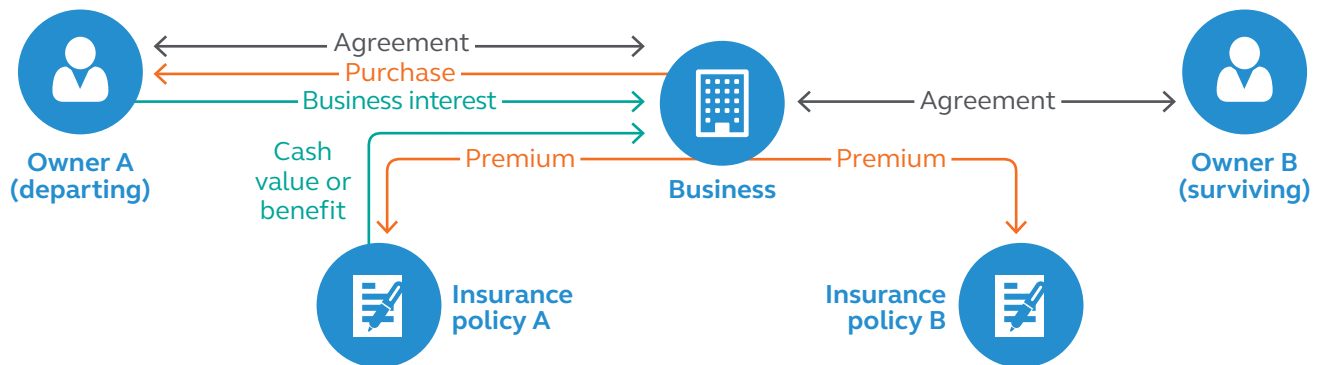 Agreement
Purchase
Business interest
Agreement
Cash
value or
benefit
Premium
Premium
Owner A
(departing)
Business
Owner B
(surviving)
Insurance
policy A
Insurance
policy B